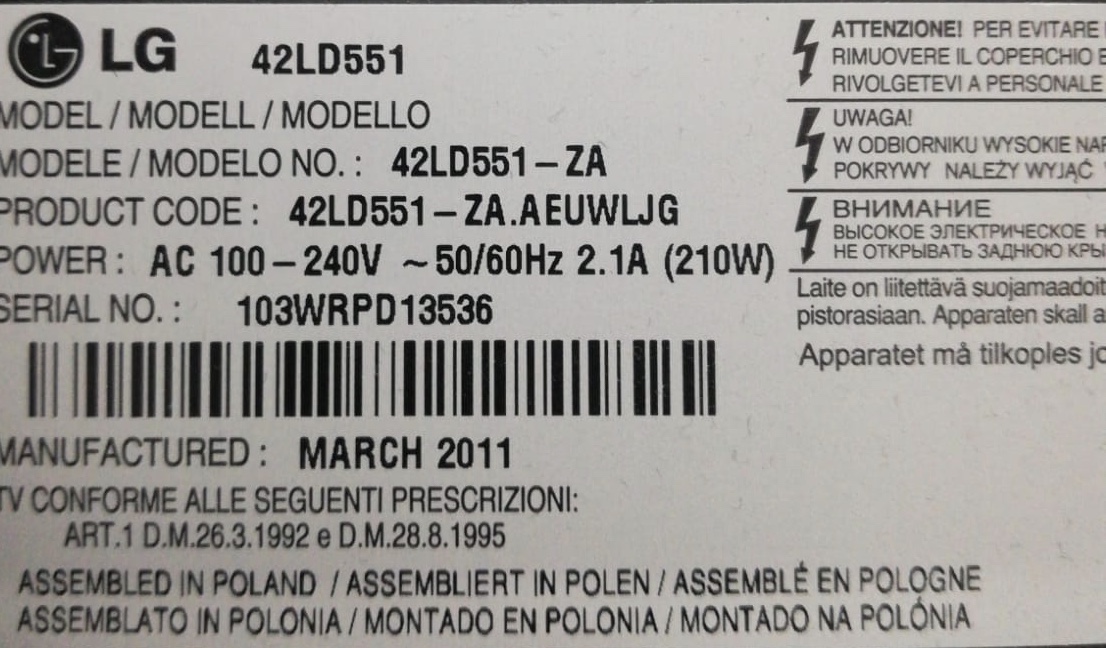 LG 42LD551
MODEL / MODELL / MODELLO
MODELE / MODELO NO. : 42LD551-ZA
PRODUCT CODE : 42LD551-ZA.AEUWLJG
POWER : AC 100-240V ~50/60Hz 2.1A (210W)
SERIAL NO. : 103WRPD13536
MANUFACTURED : MARCH 2011
TV CONFORME ALLE SEGUENTI PRESCRIZIONI:
ART.1 D.M.26.3.1992 e D.M.28.8.1995
ASSEMBLED IN POLAND / ASSEMBLIERT IN POLEN / ASSEMBLÉ EN POLOGNE
ASSEMBLATO IN POLONIA / MONTADO EN POLONIA / MONTADO NA POLÓNIA
ATTENZIONE! PER EVITARE
RIMUOVERE IL COPERCHIO
RIVOLGETEVI A PERSONALE
UWAGA!
W ODBIORNIKU WYSOKIE
POKRYWY NALEŻY WYJĄĆ
ВНИМАНИЕ
ВЫСОКОЕ ЭЛЕКТРИЧЕСКОЕ
НЕ ОТКРЫВАТЬ ЗАДНЮЮ
Laite on liitettävä
pistorasiaan. Apparaten skall
Apparatet må tilkoples